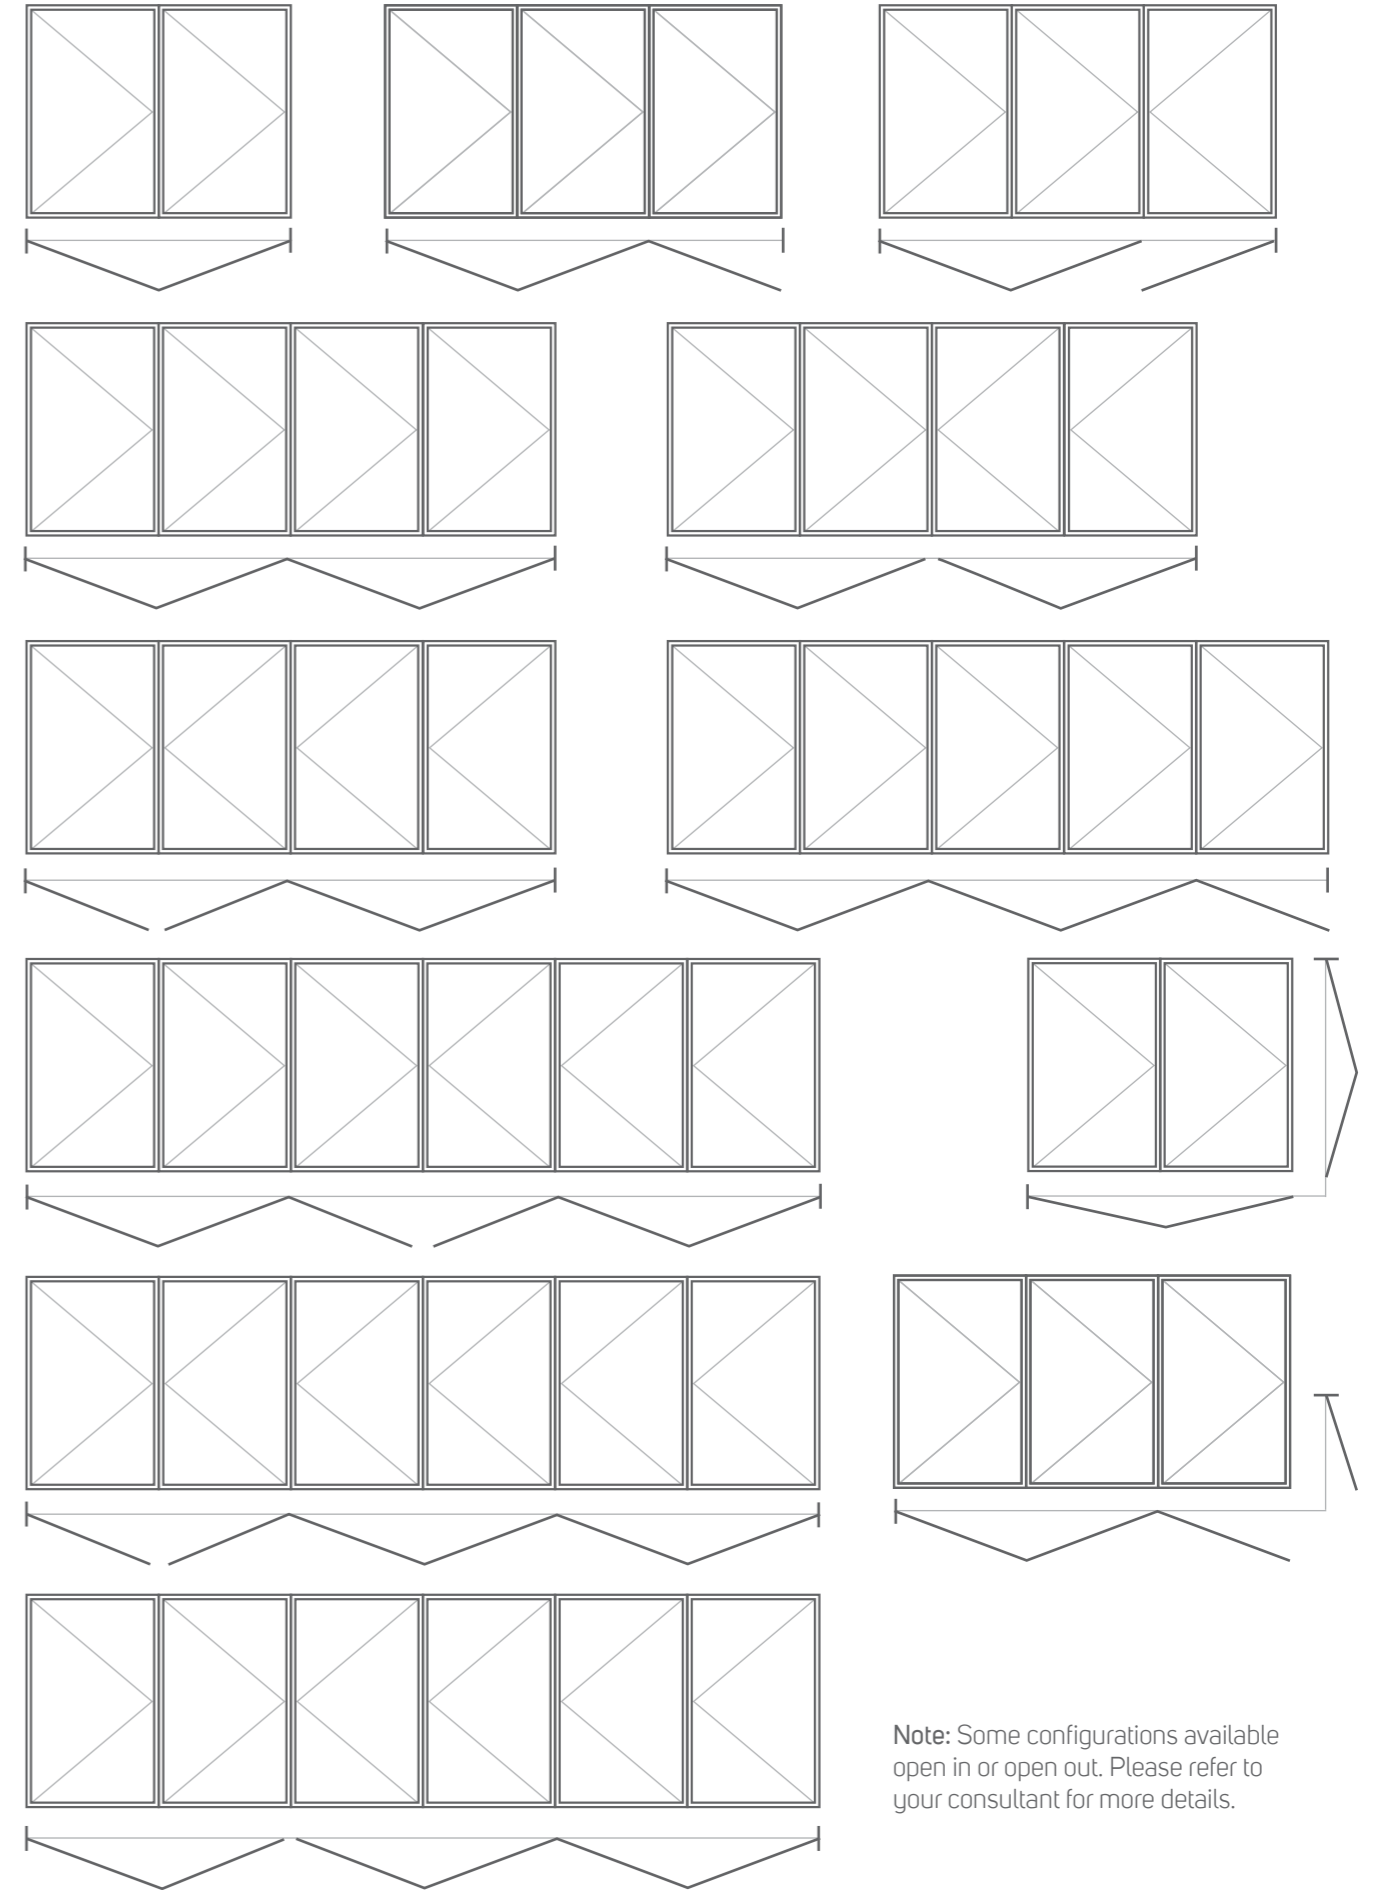 Note: Some configurations available
open in or open out. Please refer to
your consultant for more details.